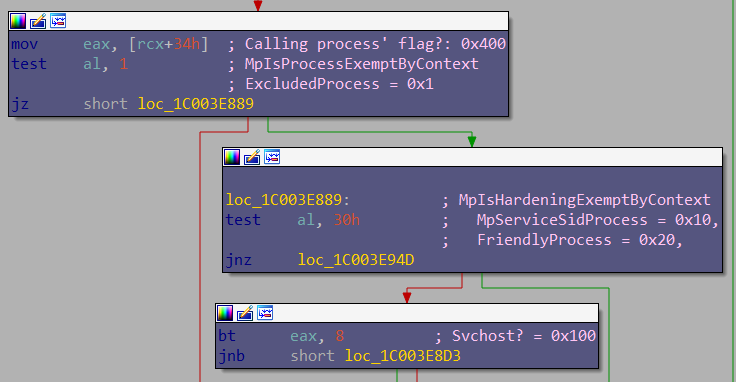 mov eax, [rcx+34h] ; Calling process' flag?: 0x400
test al, 1 ; MpIsProcessExemptByContext
; ExcludedProcess = 0x1
jz short loc_1C003E889
loc_1C003E889: ; MpIsHardeningExemptByContext
test al, 30h ; MpServiceSidProcess = 0x10,
; FriendlyProcess = 0x20,
jnz loc_1C003E94D
bt eax, 8 ; Svchost? = 0x100
jnb short loc_1C003E8D3